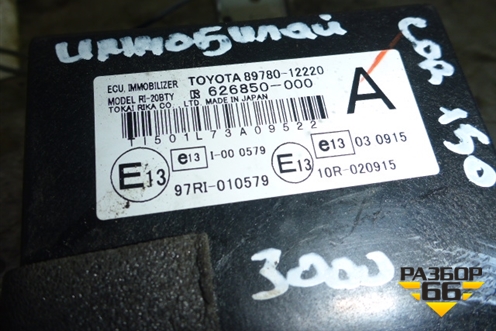 иммобилай
ECU. IMMOBILIZER TOYOTA 89780-12220
MODEL RI-20BTY 626850-000
TOKAI RIKA CO., LTD. MADE IN JAPAN
A
T1501L73A09522
E13 e13 I-00 0579 E13 e13 03 0915
97RI-010579 10R-020915
COR 150
3000
РАЗБОР
66